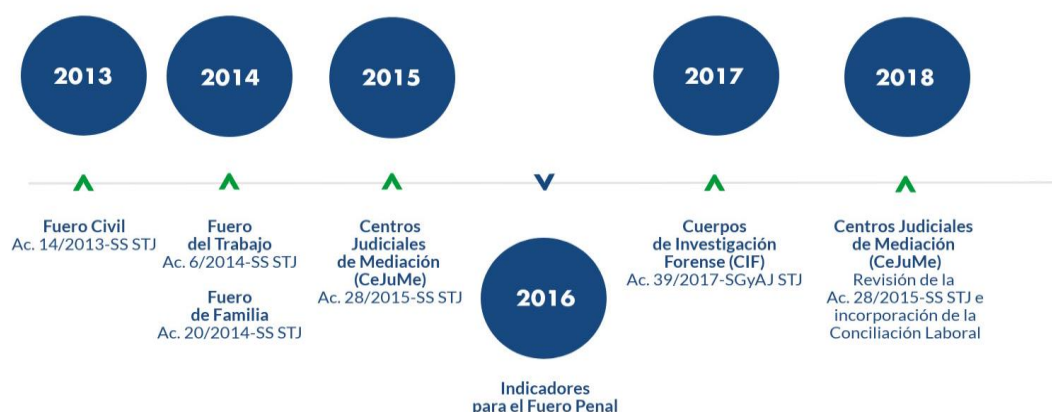 2013
Fuero Civil
Ac. 14/2013-SS STJ
2014
Fuero
del Trabajo
Ac. 6/2014-SS STJ
Fuero
de Familia
Ac. 20/2014-SS STJ
2015
Centros
Judiciales
de Mediación
(CeJuMe)
Ac. 28/2015-SS STJ
2016
Indicadores
para el Fuero Penal
2017
Cuerpos
de Investigación
Forense (CIF)
Ac. 39/2017-SGyAJ STJ
2018
Centros Judiciales
de Mediación
(CeJuMe)
Revisión de la
Ac. 28/2015-SS STJ e
incorporación de la
Conciliación Laboral